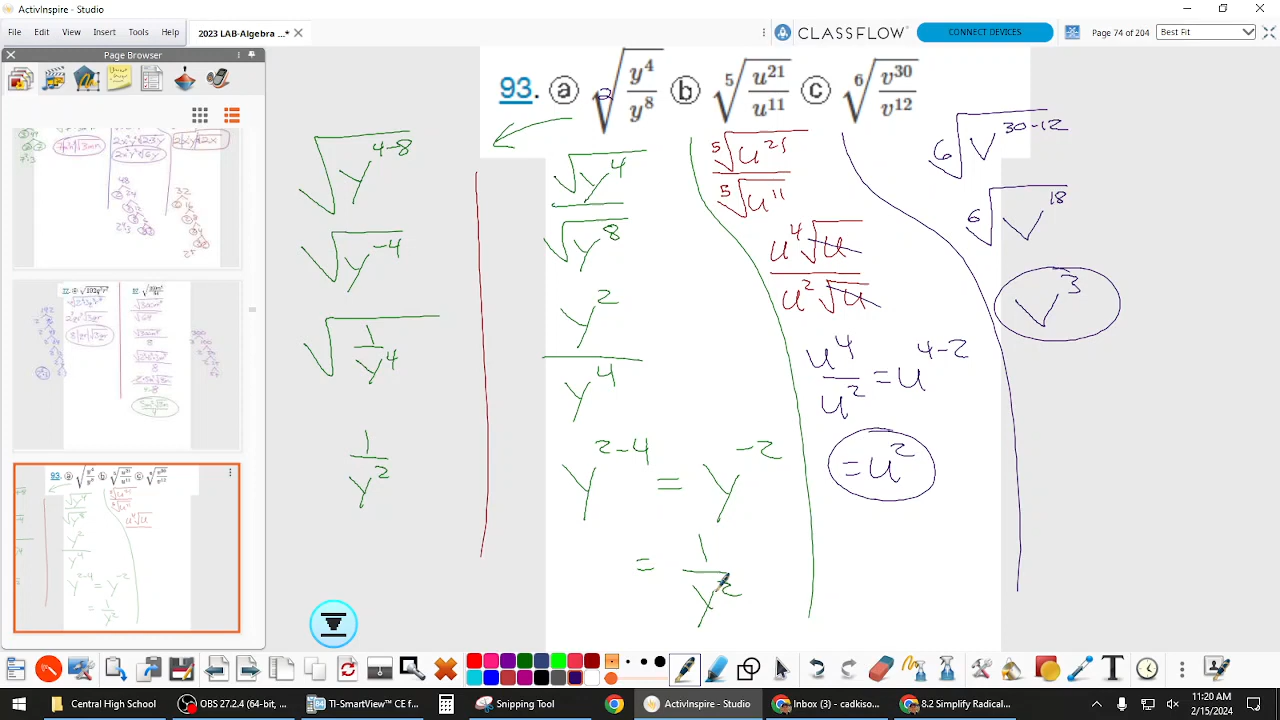 ActivInspire
File Edit View Insert Tools Help
2023 LAB-Algebra ...*
CLASSFLOW
CONNECT DEVICES
Page 74 of 204
Best Fit
Page Browser
93. ⓐ ²√(y⁴/y⁸) ⓑ ⁵√(u²¹/u¹¹) ⓒ ⁶√(v³⁰/v¹²)
√y⁴⁻⁸
√y⁻⁴
√(1/y⁴)
1/y²
√y⁴/√y⁸
y²/y⁴
y²⁻⁴ = y⁻²
= 1/y²
⁵√u²¹/⁵√u¹¹
u⁴√u/u²√u
u⁴/u² = u⁴⁻²
= u²
⁶√v³⁰⁻¹²
⁶√v¹⁸
v³
Central High School
OBS 27.2.4 (64-bit, ...
TI-SmartView™ CE F...
Snipping Tool
ActivInspire - Studio
Inbox (3) - cadkiso...
8.2 Simplify Radical...
11:20 AM
2/15/2024